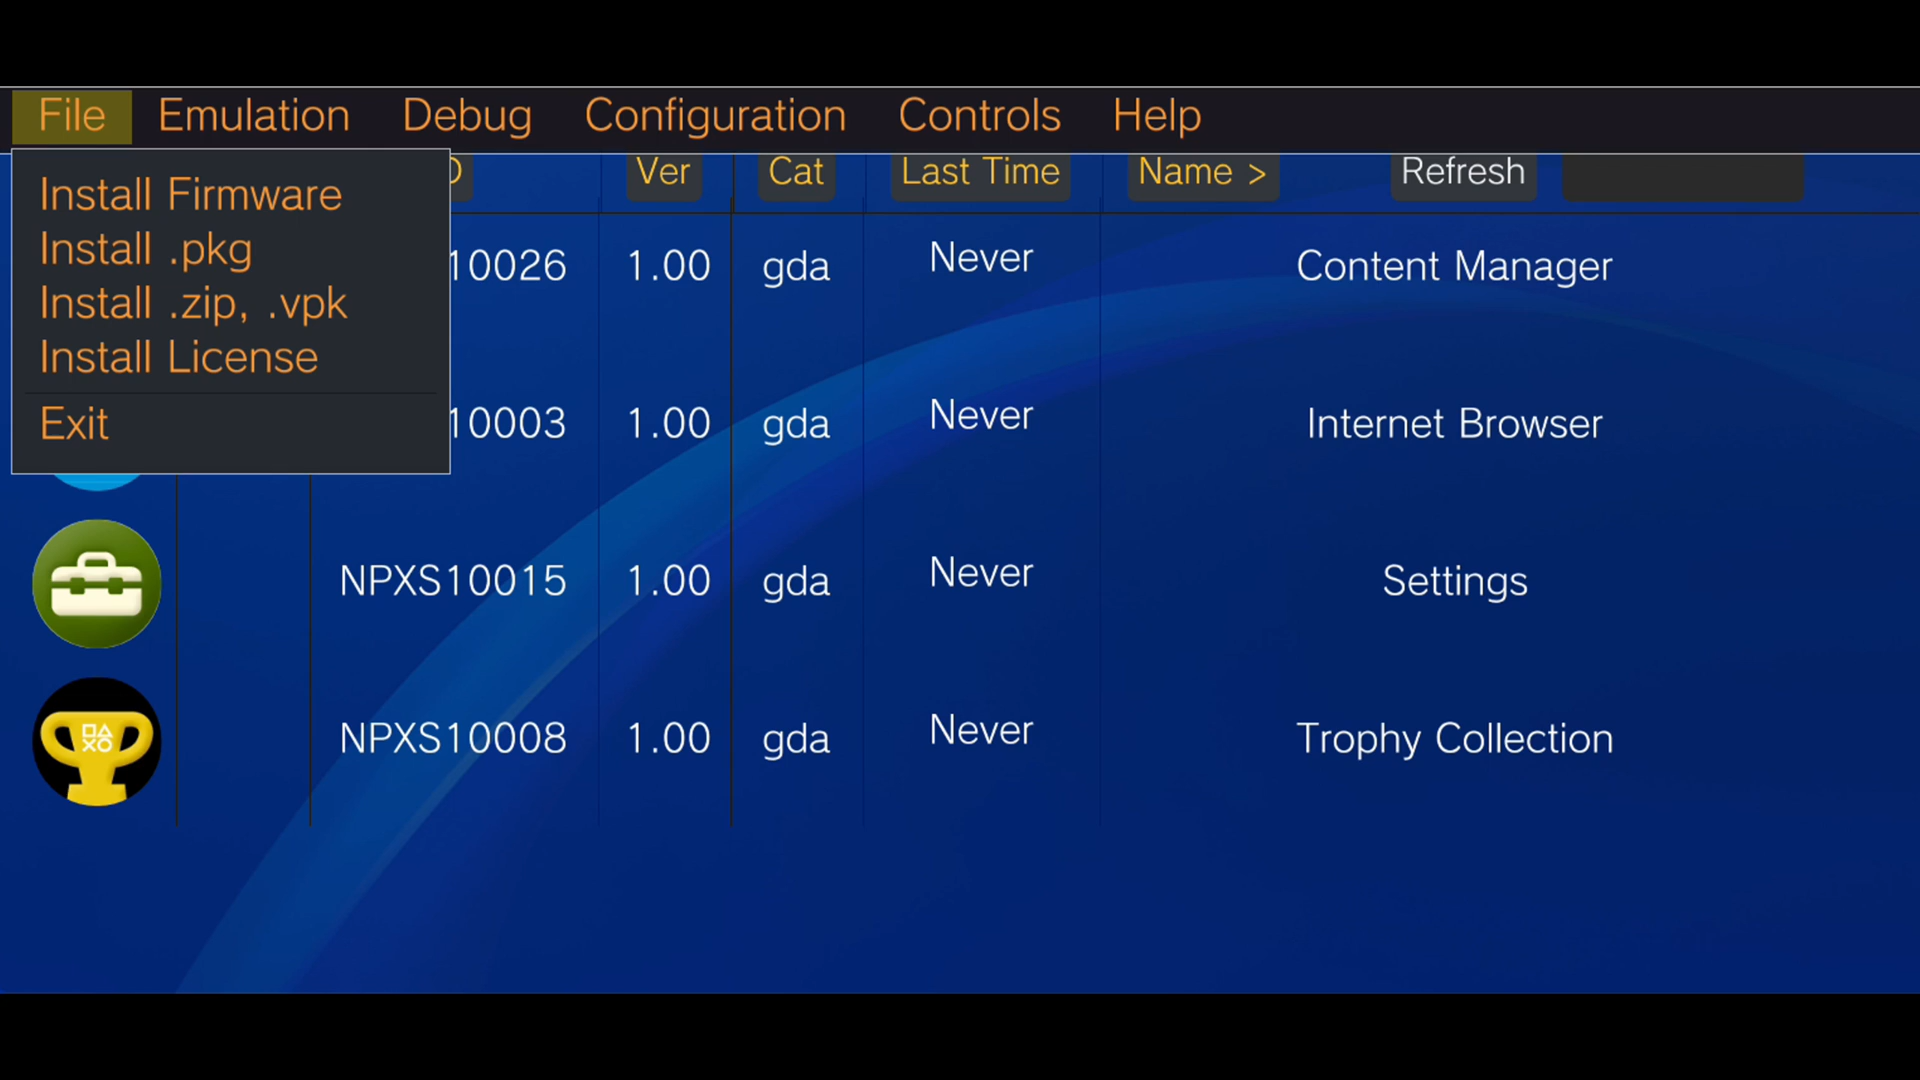 File Emulation Debug Configuration Controls Help
Install Firmware
Install .pkg
Install .zip, .vpk
Install License
Exit
Ver Cat Last Time Name > Refresh
10026 1.00 gda Never Content Manager
10003 1.00 gda Never Internet Browser
NPXS10015 1.00 gda Never Settings
NPXS10008 1.00 gda Never Trophy Collection